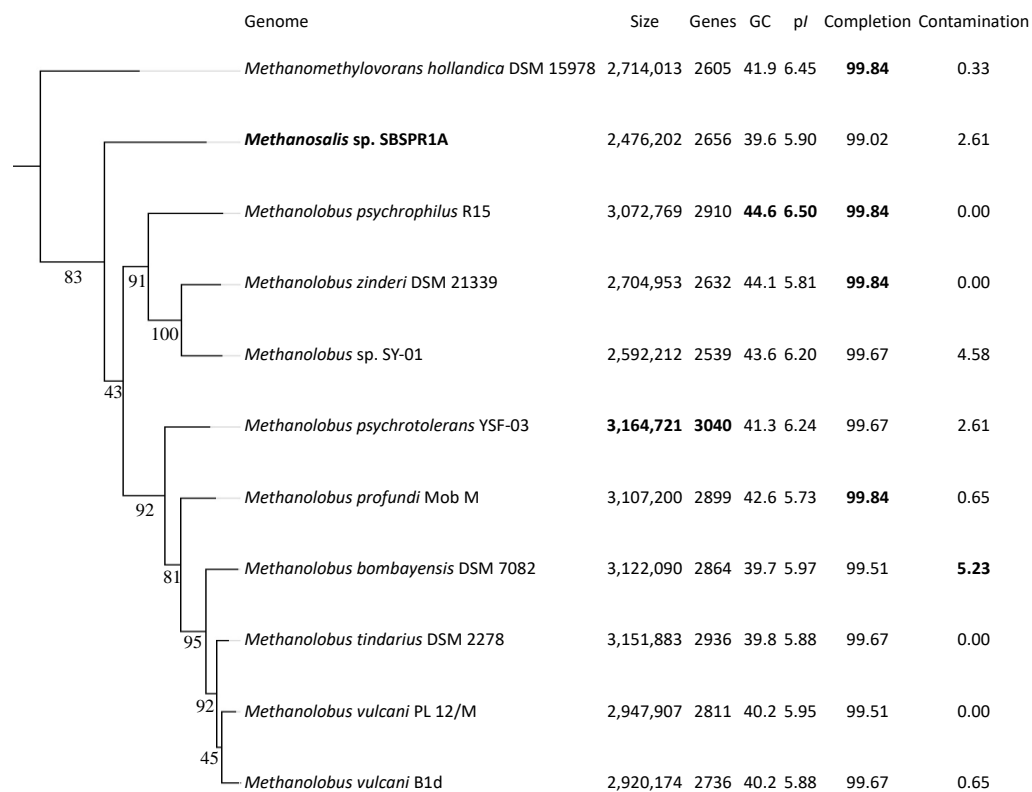 Genome Size Genes GC pI Completion Contamination
Methanomethylovorans hollandica DSM 15978 2,714,013 2605 41.9 6.45 99.84 0.33
Methanosalis sp. SBSPR1A 2,476,202 2656 39.6 5.90 99.02 2.61
Methanolobus psychrophilus R15 3,072,769 2910 44.6 6.50 99.84 0.00
83
91
Methanolobus zinderi DSM 21339 2,704,953 2632 44.1 5.81 99.84 0.00
100
Methanolobus sp. SY-01 2,592,212 2539 43.6 6.20 99.67 4.58
43
Methanolobus psychrotolerans YSF-03 3,164,721 3040 41.3 6.24 99.67 2.61
Methanolobus profundi Mob M 3,107,200 2899 42.6 5.73 99.84 0.65
92
Methanolobus bombayensis DSM 7082 3,122,090 2864 39.7 5.97 99.51 5.23
81
Methanolobus tindarius DSM 2278 3,151,883 2936 39.8 5.88 99.67 0.00
95
Methanolobus vulcani PL 12/M 2,947,907 2811 40.2 5.95 99.51 0.00
92
45
Methanolobus vulcani B1d 2,920,174 2736 40.2 5.88 99.67 0.65